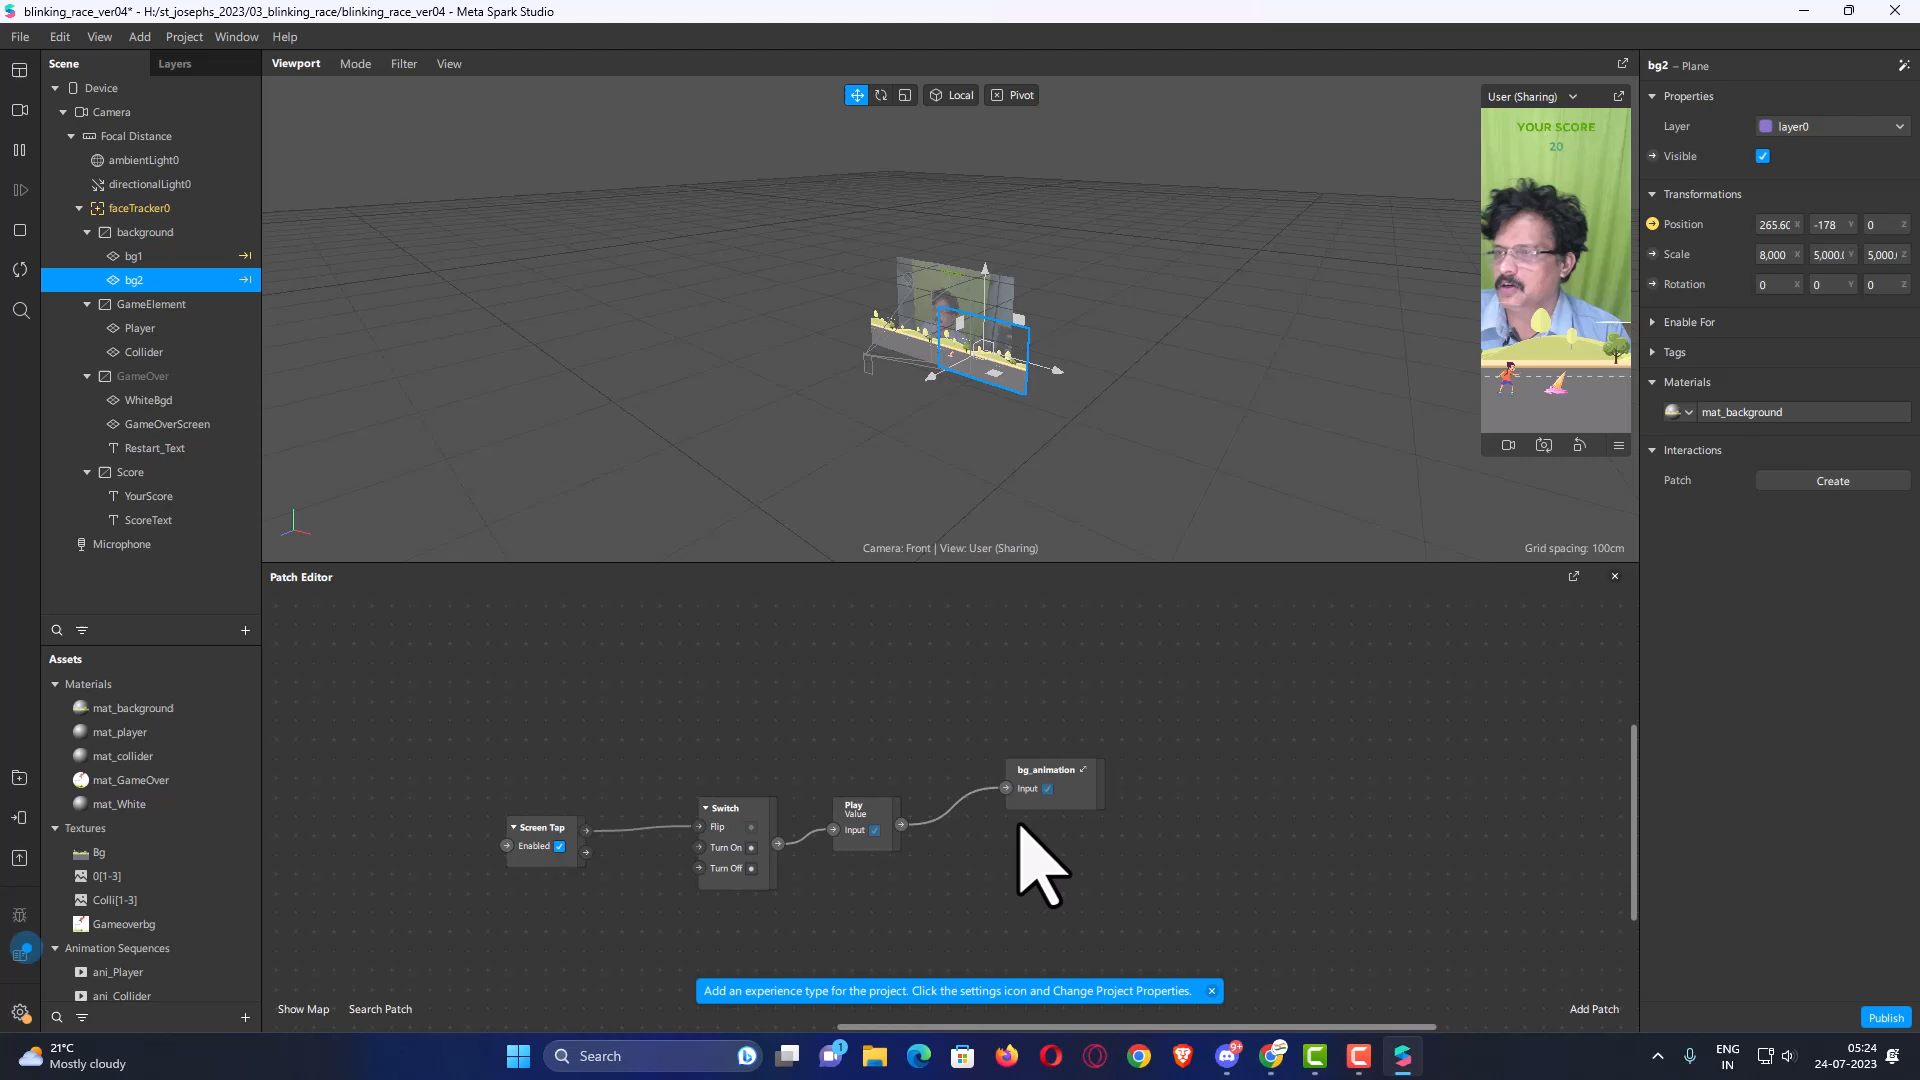 blinking_race_ver04* - H:/st_josephs_2023/03_blinking_race/blinking_race_ver04 - Meta Spark Studio
File Edit View Add Project Window Help
Scene Layers
Device
Camera
Focal Distance
ambientLight0
directionalLight0
faceTracker0
background
bg1
bg2
GameElement
Player
Collider
GameOver
WhiteBgd
GameOverScreen
Restart_Text
Score
YourScore
ScoreText
Microphone
Assets
Materials
mat_background
mat_player
mat_collider
mat_GameOver
mat_White
Textures
Bg
0[1-3]
Colli[1-3]
Gameoverbg
Animation Sequences
ani_Player
ani_Collider
Viewport Mode Filter View
Local Pivot
User (Sharing)
YOUR SCORE
20
Camera: Front | View: User (Sharing)
Grid spacing: 100cm
Patch Editor
Screen Tap
Enabled
Switch
Flip
Turn On
Turn Off
Play
Value
Input
bg_animation
Input
Add an experience type for the project. Click the settings icon and Change Project Properties.
Show Map Search Patch
Add Patch
bg2 – Plane
Properties
Layer layer0
Visible
Transformations
Position 265.60 X -178 Y 0 Z
Scale 8,000 X 5,000.0 Y 5,000.0 Z
Rotation 0 X 0 Y 0 Z
Enable For
Tags
Materials
mat_background
Interactions
Patch Create
Publish
21°C
Mostly cloudy
Search
1
9+
ENG
IN
05:24
24-07-2023